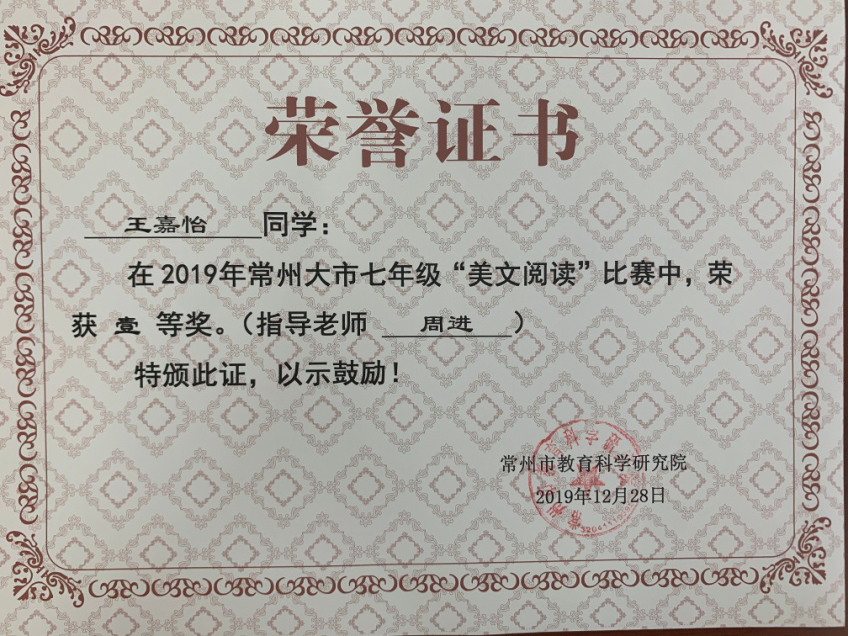 荣誉证书
王嘉怡同学：
在2019年常州大市七年级“美文阅读”比赛中，荣
获 壹 等奖。（指导老师 周进 ）
特颁此证，以示鼓励！
常州市教育科学研究院
2019年12月28日